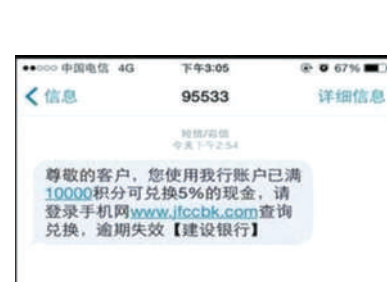 中国电信 4G 下午3:05 67%
信息 95533 详细信息
短信/彩信
今天下午2:54
尊敬的客户，您使用我行账户已满
10000积分可兑换5%的现金，请
登录手机网www.jfccbk.com查询
兑换，逾期失效【建设银行】